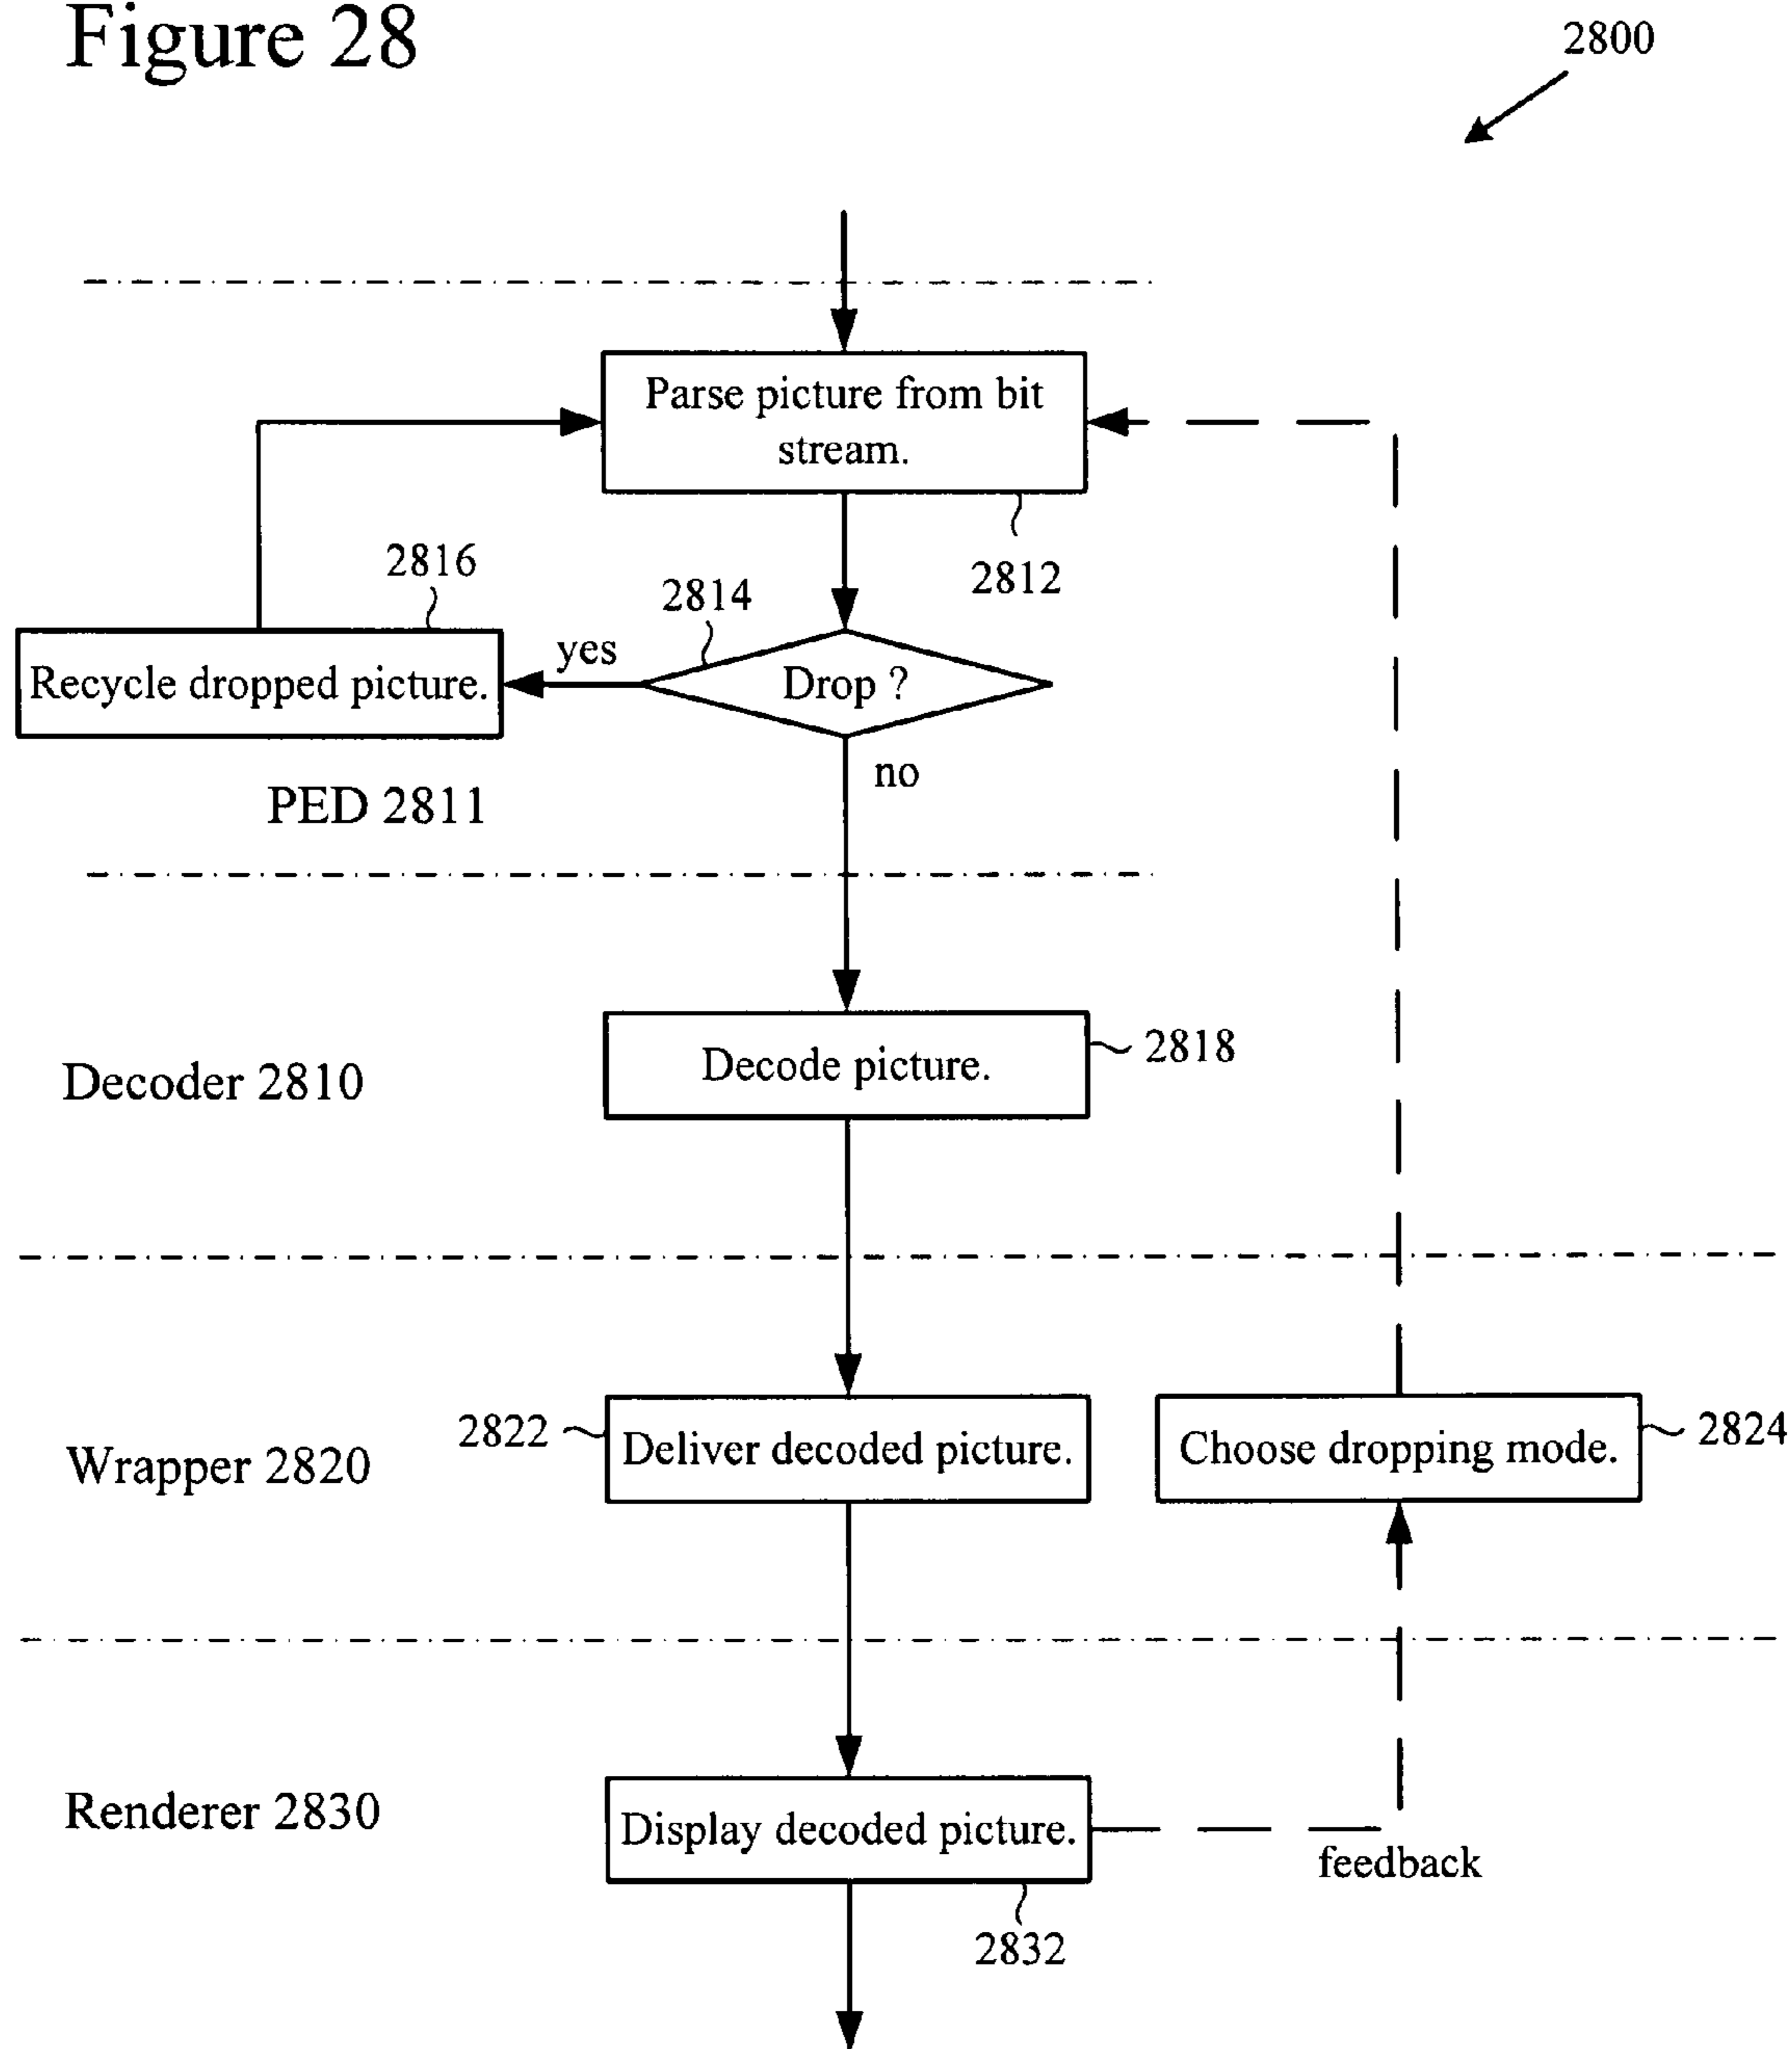 Figure 28
2800
Parse picture from bit
stream.
2812
2816
2814
Recycle dropped picture.
yes
Drop ?
no
PED 2811
Decode picture.
2818
Decoder 2810
2822
Deliver decoded picture.
Choose dropping mode.
2824
Wrapper 2820
Renderer 2830
Display decoded picture.
feedback
2832